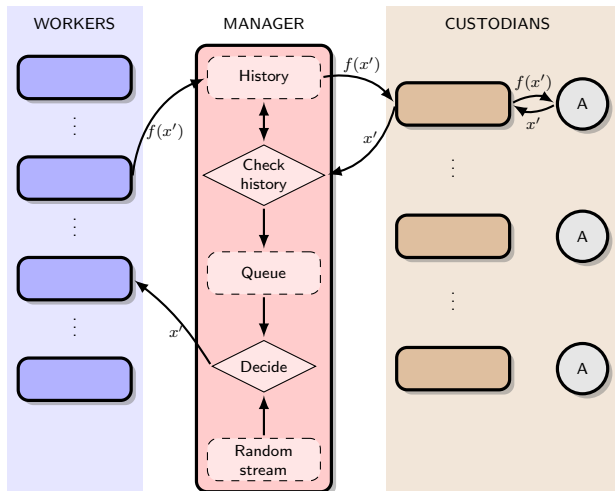 WORKERS
MANAGER
CUSTODIANS
History
f(x′)
f(x′)
A
x′
f(x′)
x′
Check
history
⋮
⋮
⋮
⋮
⋮
Queue
A
x′
Decide
A
Random
stream